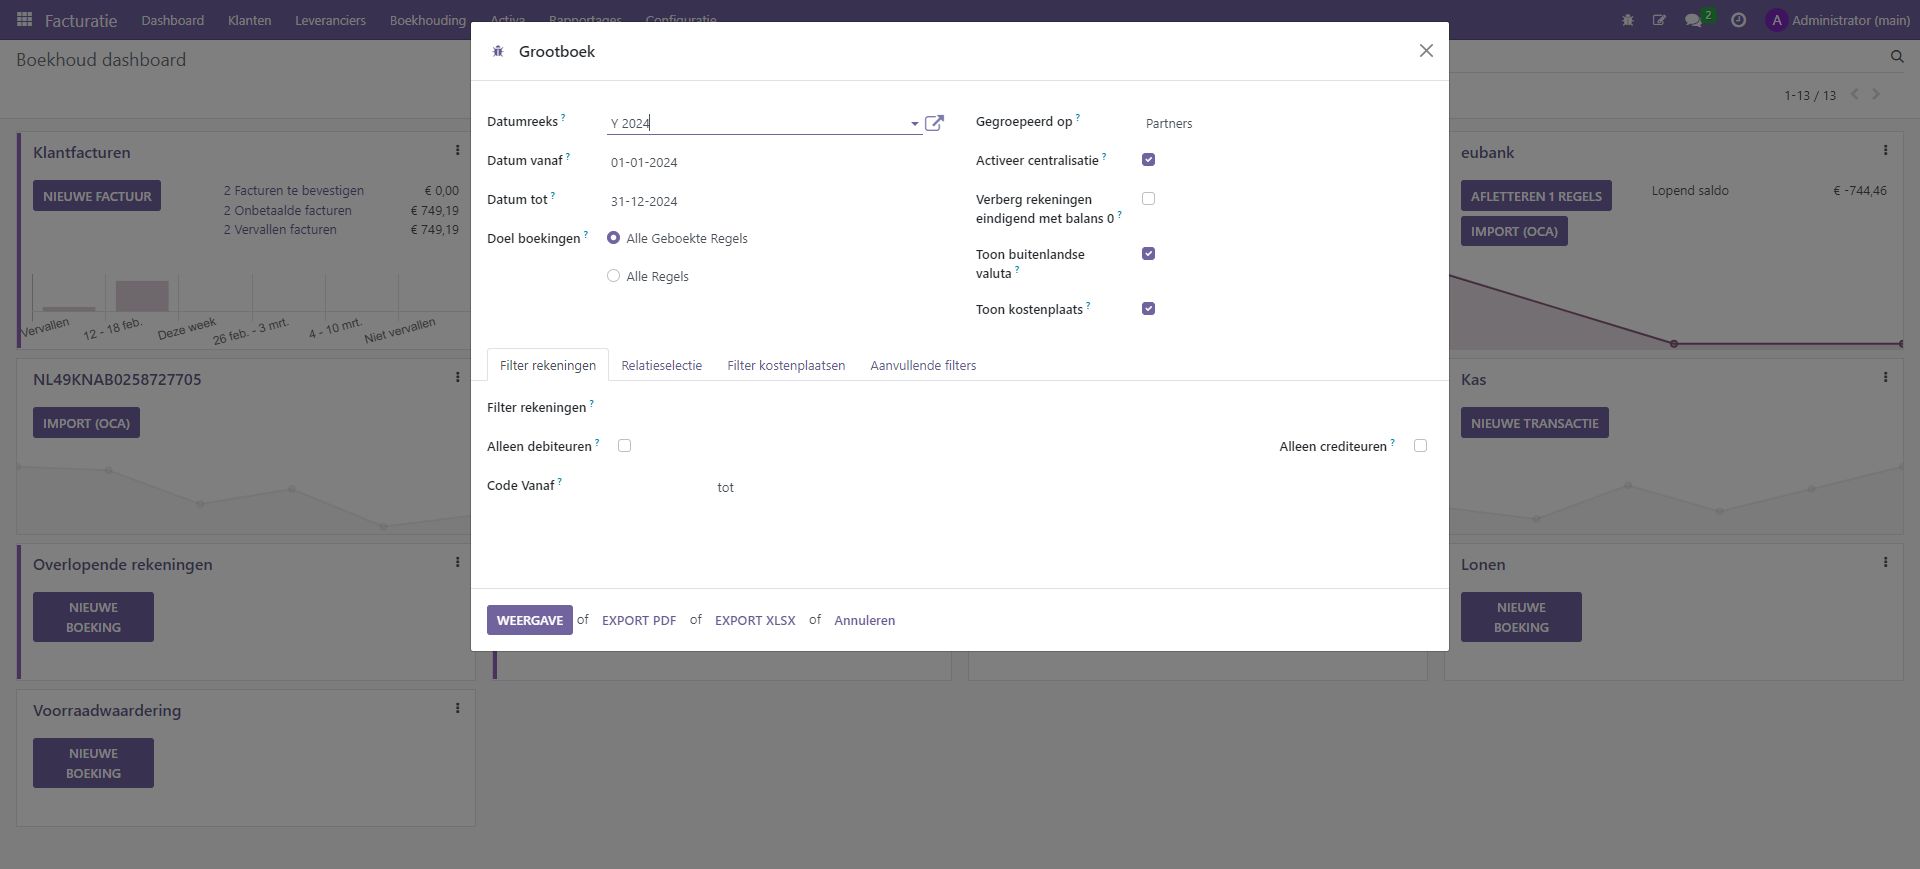 Facturatie Dashboard Klanten Leveranciers Boekhouding Activa Rapportages Configuratie 2 A Administrator (main)
Boekhoud dashboard
1-13 / 13
Grootboek
Datumreeks ? Y 2024
Datum vanaf ? 01-01-2024
Datum tot ? 31-12-2024
Doel boekingen ? Alle Geboekte Regels
Alle Regels
Gegroepeerd op ? Partners
Activeer centralisatie ?
Verberg rekeningen
eindigend met balans 0 ?
Toon buitenlandse
valuta ?
Toon kostenplaats ?
Filter rekeningen Relatieselectie Filter kostenplaatsen Aanvullende filters
Filter rekeningen ?
Alleen debiteuren ? Alleen crediteuren ?
Code Vanaf ? tot
WEERGAVE of EXPORT PDF of EXPORT XLSX of Annuleren
Klantfacturen
NIEUWE FACTUUR
2 Facturen te bevestigen € 0,00
2 Onbetaalde facturen € 749,19
2 Vervallen facturen € 749,19
Vervallen 12 - 18 feb. Deze week 26 feb. - 3 mrt. 4 - 10 mrt. Niet vervallen
eubank
AFLETTEREN 1 REGELS Lopend saldo € -744,46
IMPORT (OCA)
NL49KNAB0258727705
IMPORT (OCA)
Kas
NIEUWE TRANSACTIE
Overlopende rekeningen
NIEUWE
BOEKING
Lonen
NIEUWE
BOEKING
Voorraadwaardering
NIEUWE
BOEKING